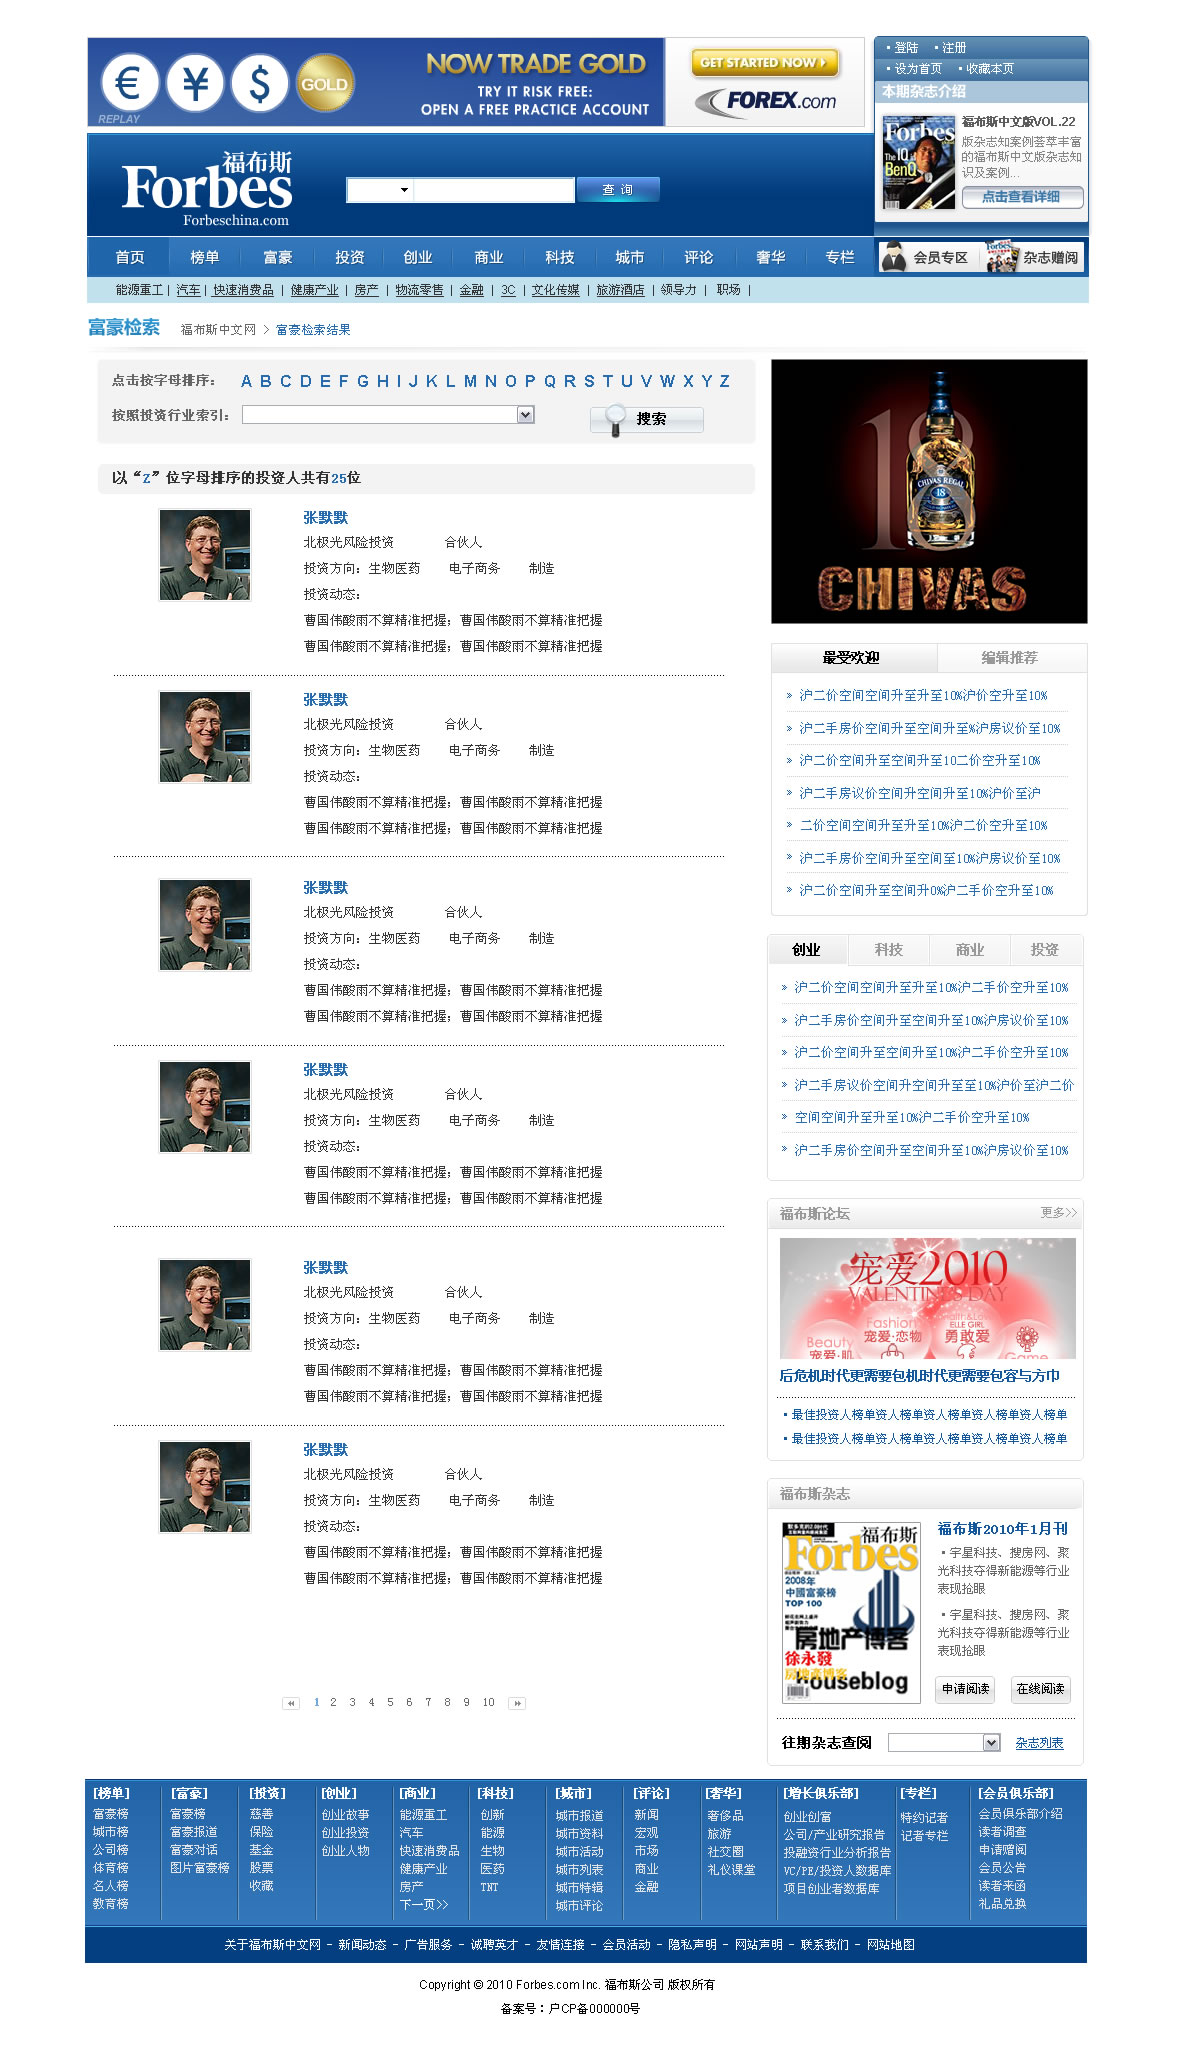 € ¥ $ GOLD
REPLAY
NOW TRADE GOLD
TRY IT RISK FREE:
OPEN A FREE PRACTICE ACCOUNT
GET STARTED NOW
FOREX.com
登陆 注册
设为首页 收藏本页
本期杂志介绍
Forbes
The IQ of
BenQ
福布斯中文版VOL.22
版杂志知案例荟萃丰富
的福布斯中文版杂志知
识及案例...
点击查看详细
福布斯
Forbes
Forbeschina.com
查 询
首页 榜单 富豪 投资 创业 商业 科技 城市 评论 奢华 专栏
会员专区 杂志赠阅
能源重工 | 汽车 | 快速消费品 | 健康产业 | 房产 | 物流零售 | 金融 | 3C | 文化传媒 | 旅游酒店 | 领导力 | 职场 |
富豪检索 福布斯中文网 > 富豪检索结果
点击按字母排序： A B C D E F G H I J K L M N O P Q R S T U V W X Y Z
按照投资行业索引： 搜索
以“Z”位字母排序的投资人共有25位
张默默
北极光风险投资 合伙人
投资方向：生物医药 电子商务 制造
投资动态：
曹国伟酸雨不算精准把握；曹国伟酸雨不算精准把握
曹国伟酸雨不算精准把握；曹国伟酸雨不算精准把握
张默默
北极光风险投资 合伙人
投资方向：生物医药 电子商务 制造
投资动态：
曹国伟酸雨不算精准把握；曹国伟酸雨不算精准把握
曹国伟酸雨不算精准把握；曹国伟酸雨不算精准把握
张默默
北极光风险投资 合伙人
投资方向：生物医药 电子商务 制造
投资动态：
曹国伟酸雨不算精准把握；曹国伟酸雨不算精准把握
曹国伟酸雨不算精准把握；曹国伟酸雨不算精准把握
张默默
北极光风险投资 合伙人
投资方向：生物医药 电子商务 制造
投资动态：
曹国伟酸雨不算精准把握；曹国伟酸雨不算精准把握
曹国伟酸雨不算精准把握；曹国伟酸雨不算精准把握
张默默
北极光风险投资 合伙人
投资方向：生物医药 电子商务 制造
投资动态：
曹国伟酸雨不算精准把握；曹国伟酸雨不算精准把握
曹国伟酸雨不算精准把握；曹国伟酸雨不算精准把握
张默默
北极光风险投资 合伙人
投资方向：生物医药 电子商务 制造
投资动态：
曹国伟酸雨不算精准把握；曹国伟酸雨不算精准把握
曹国伟酸雨不算精准把握；曹国伟酸雨不算精准把握
1 2 3 4 5 6 7 8 9 10
18
CHIVAS REGAL
18
CHIVAS
最受欢迎 编辑推荐
» 沪二价空间空间升至升至10%沪价空升至10%
» 沪二手房价空间升至空间升至%沪房议价至10%
» 沪二价空间升至空间升至10二价空升至10%
» 沪二手房议价空间升空间升至10%沪价至沪
» 二价空间空间升至升至10%沪二价空升至10%
» 沪二手房价空间升至空间至10%沪房议价至10%
» 沪二价空间升至空间升0%沪二手价空升至10%
创业 科技 商业 投资
» 沪二价空间空间升至升至10%沪二手价空升至10%
» 沪二手房价空间升至空间升至10%沪房议价至10%
» 沪二价空间升至空间升至10%沪二手价空升至10%
» 沪二手房议价空间升空间升至至10%沪价至沪二价
» 空间空间升至升至10%沪二手价空升至10%
» 沪二手房价空间升至空间升至10%沪房议价至10%
福布斯论坛 更多>>
宠爱2010
VALENTINE'S DAY
Fashion
宠爱·恋物
Health&Love
ELLE GIRL
勇敢爱
Beauty
宠爱·肌
Game
后危机时代更需要包机时代更需要包容与方巾
最佳投资人榜单资人榜单资人榜单资人榜单资人榜单
最佳投资人榜单资人榜单资人榜单资人榜单资人榜单
福布斯杂志
福布斯
Forbes
2008年
中國富豪榜
TOP 100
房地产博客
徐永發
房地產博客
houseblog
福布斯2010年1月刊
宇星科技、搜房网、聚
光科技夺得新能源等行业
表现抢眼
宇星科技、搜房网、聚
光科技夺得新能源等行业
表现抢眼
申请阅读 在线阅读
往期杂志查阅 杂志列表
[榜单]
富豪榜
城市榜
公司榜
体育榜
名人榜
教育榜
[富豪]
富豪榜
富豪报道
富豪对话
图片富豪榜
[投资]
慈善
保险
基金
股票
收藏
[创业]
创业故事
创业投资
创业人物
[商业]
能源重工
汽车
快速消费品
健康产业
房产
下一页>>
[科技]
创新
能源
生物
医药
TNT
[城市]
城市报道
城市资料
城市活动
城市列表
城市特辑
城市评论
[评论]
新闻
宏观
市场
商业
金融
[奢华]
奢侈品
旅游
社交圈
礼仪课堂
[增长俱乐部]
创业创富
公司/产业研究报告
投融资行业分析报告
VC/PE/投资人数据库
项目创业者数据库
[专栏]
特约记者
记者专栏
[会员俱乐部]
会员俱乐部介绍
读者调查
申请赠阅
会员公告
读者来函
礼品兑换
关于福布斯中文网 - 新闻动态 - 广告服务 - 诚聘英才 - 友情连接 - 会员活动 - 隐私声明 - 网站声明 - 联系我们 - 网站地图
Copyright © 2010 Forbes.com Inc. 福布斯公司 版权所有
备案号：户CP备000000号